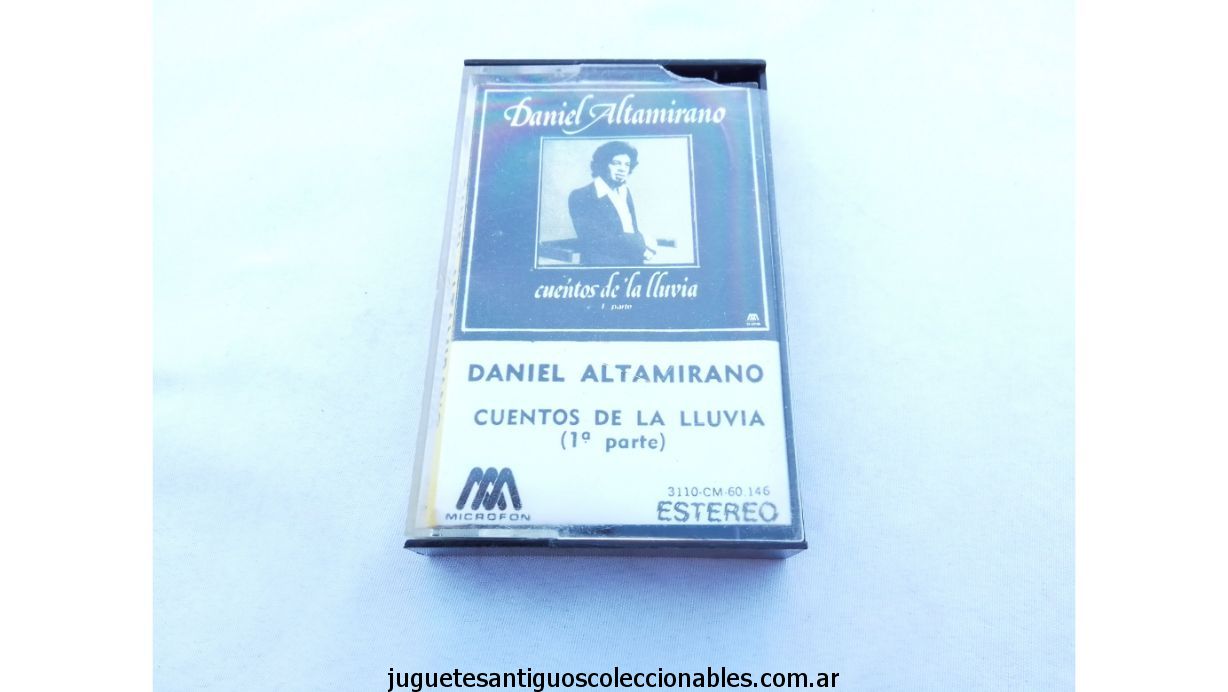 Daniel Altamirano
cuentos de la lluvia
1. parte
DANIEL ALTAMIRANO
CUENTOS DE LA LLUVIA
(1ª parte)
MICROFON
3110-CM-60.146
ESTEREO
juguetesantiguoscoleccionables.com.ar